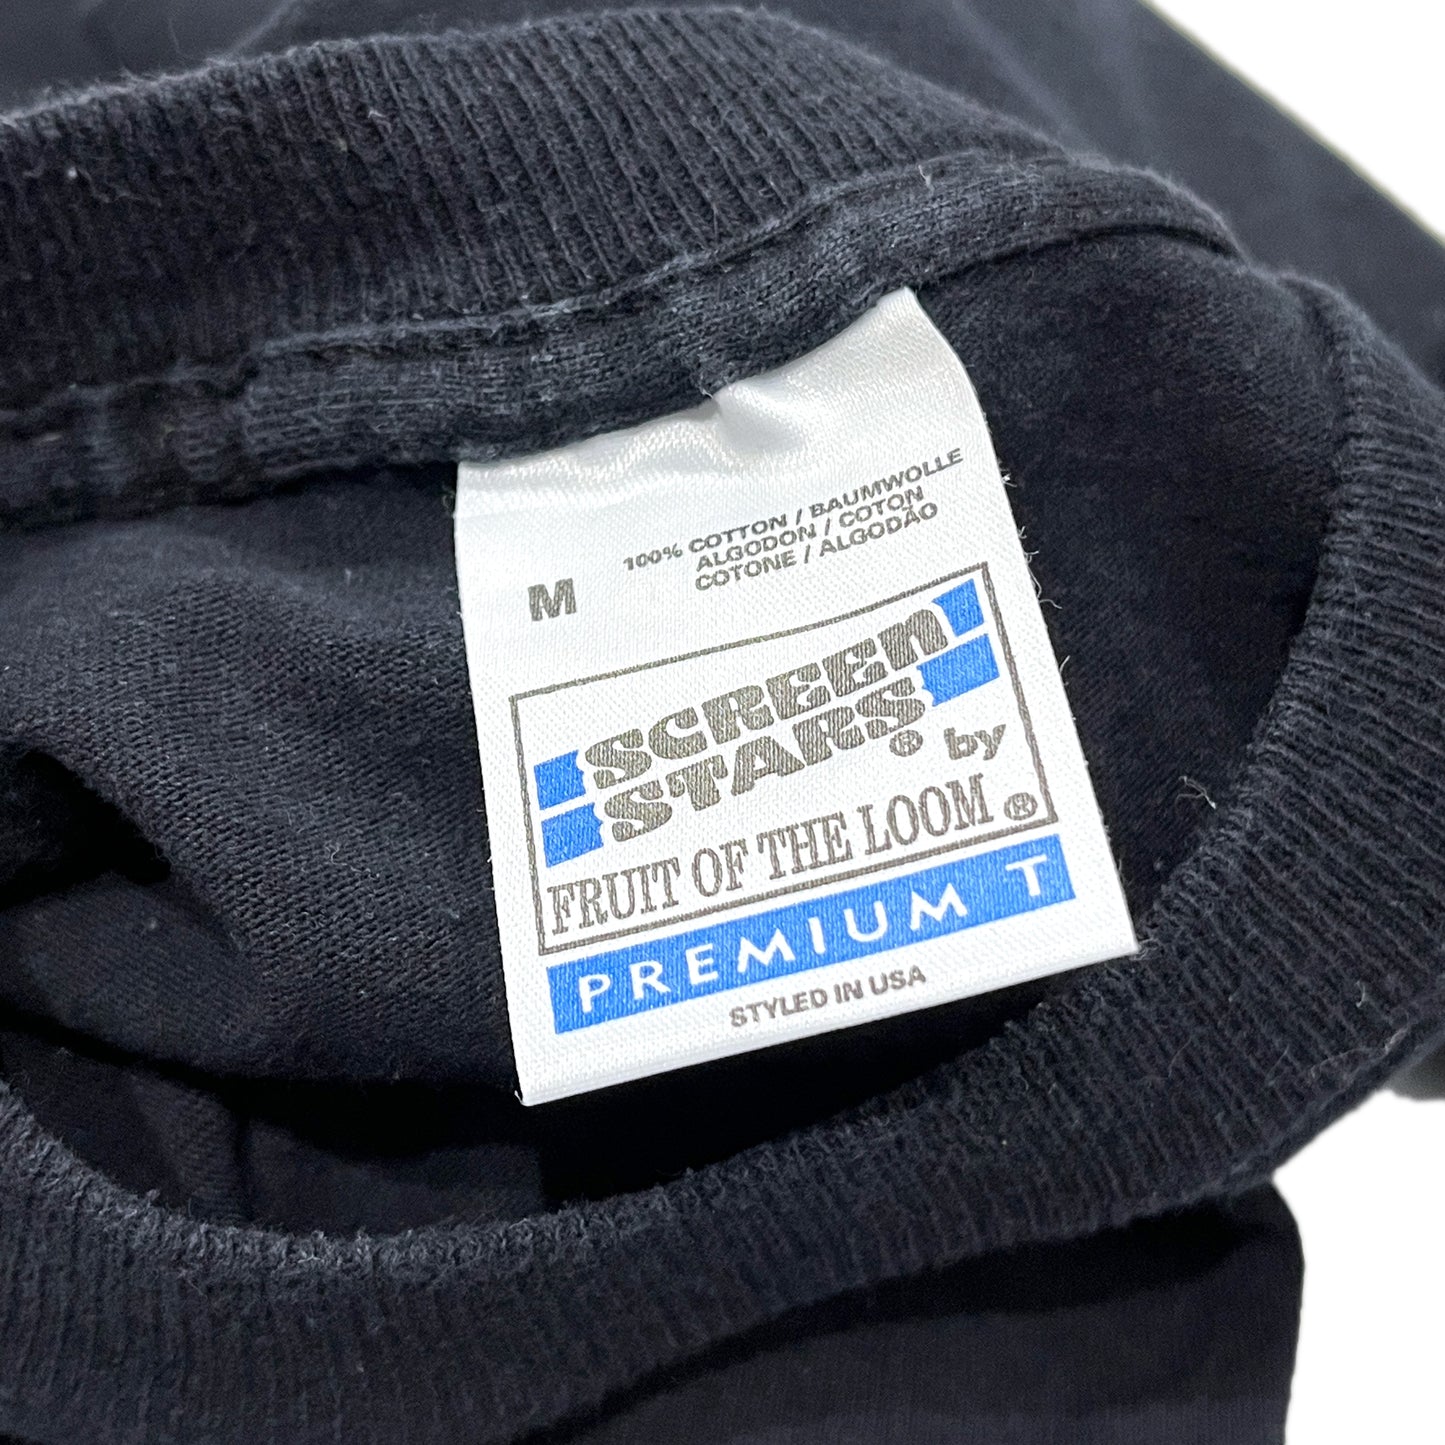 100% COTTON / BAUMWOLLE
ALGODON / COTON
COTONE / ALGODÃO
M
SCREEN
STARS® by
FRUIT OF THE LOOM®
PREMIUM T
STYLED IN USA